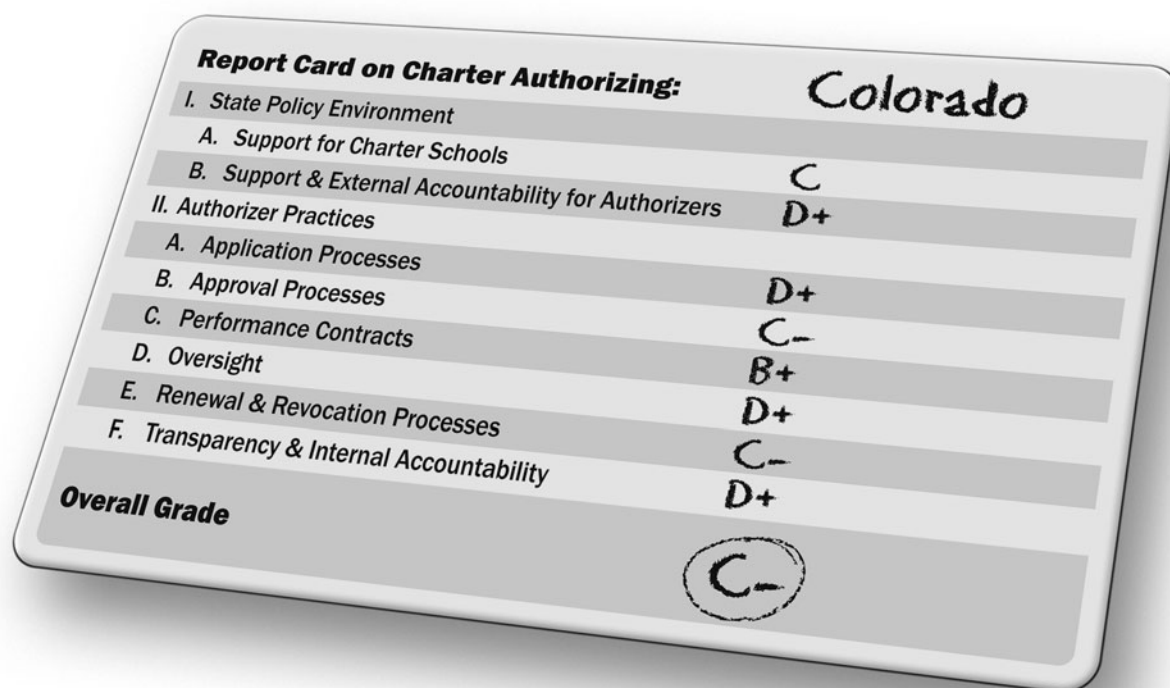 Report Card on Charter Authorizing: Colorado
I. State Policy Environment
A. Support for Charter Schools C
B. Support & External Accountability for Authorizers D+
II. Authorizer Practices
A. Application Processes D+
B. Approval Processes C-
C. Performance Contracts B+
D. Oversight D+
E. Renewal & Revocation Processes C-
F. Transparency & Internal Accountability D+
Overall Grade C-